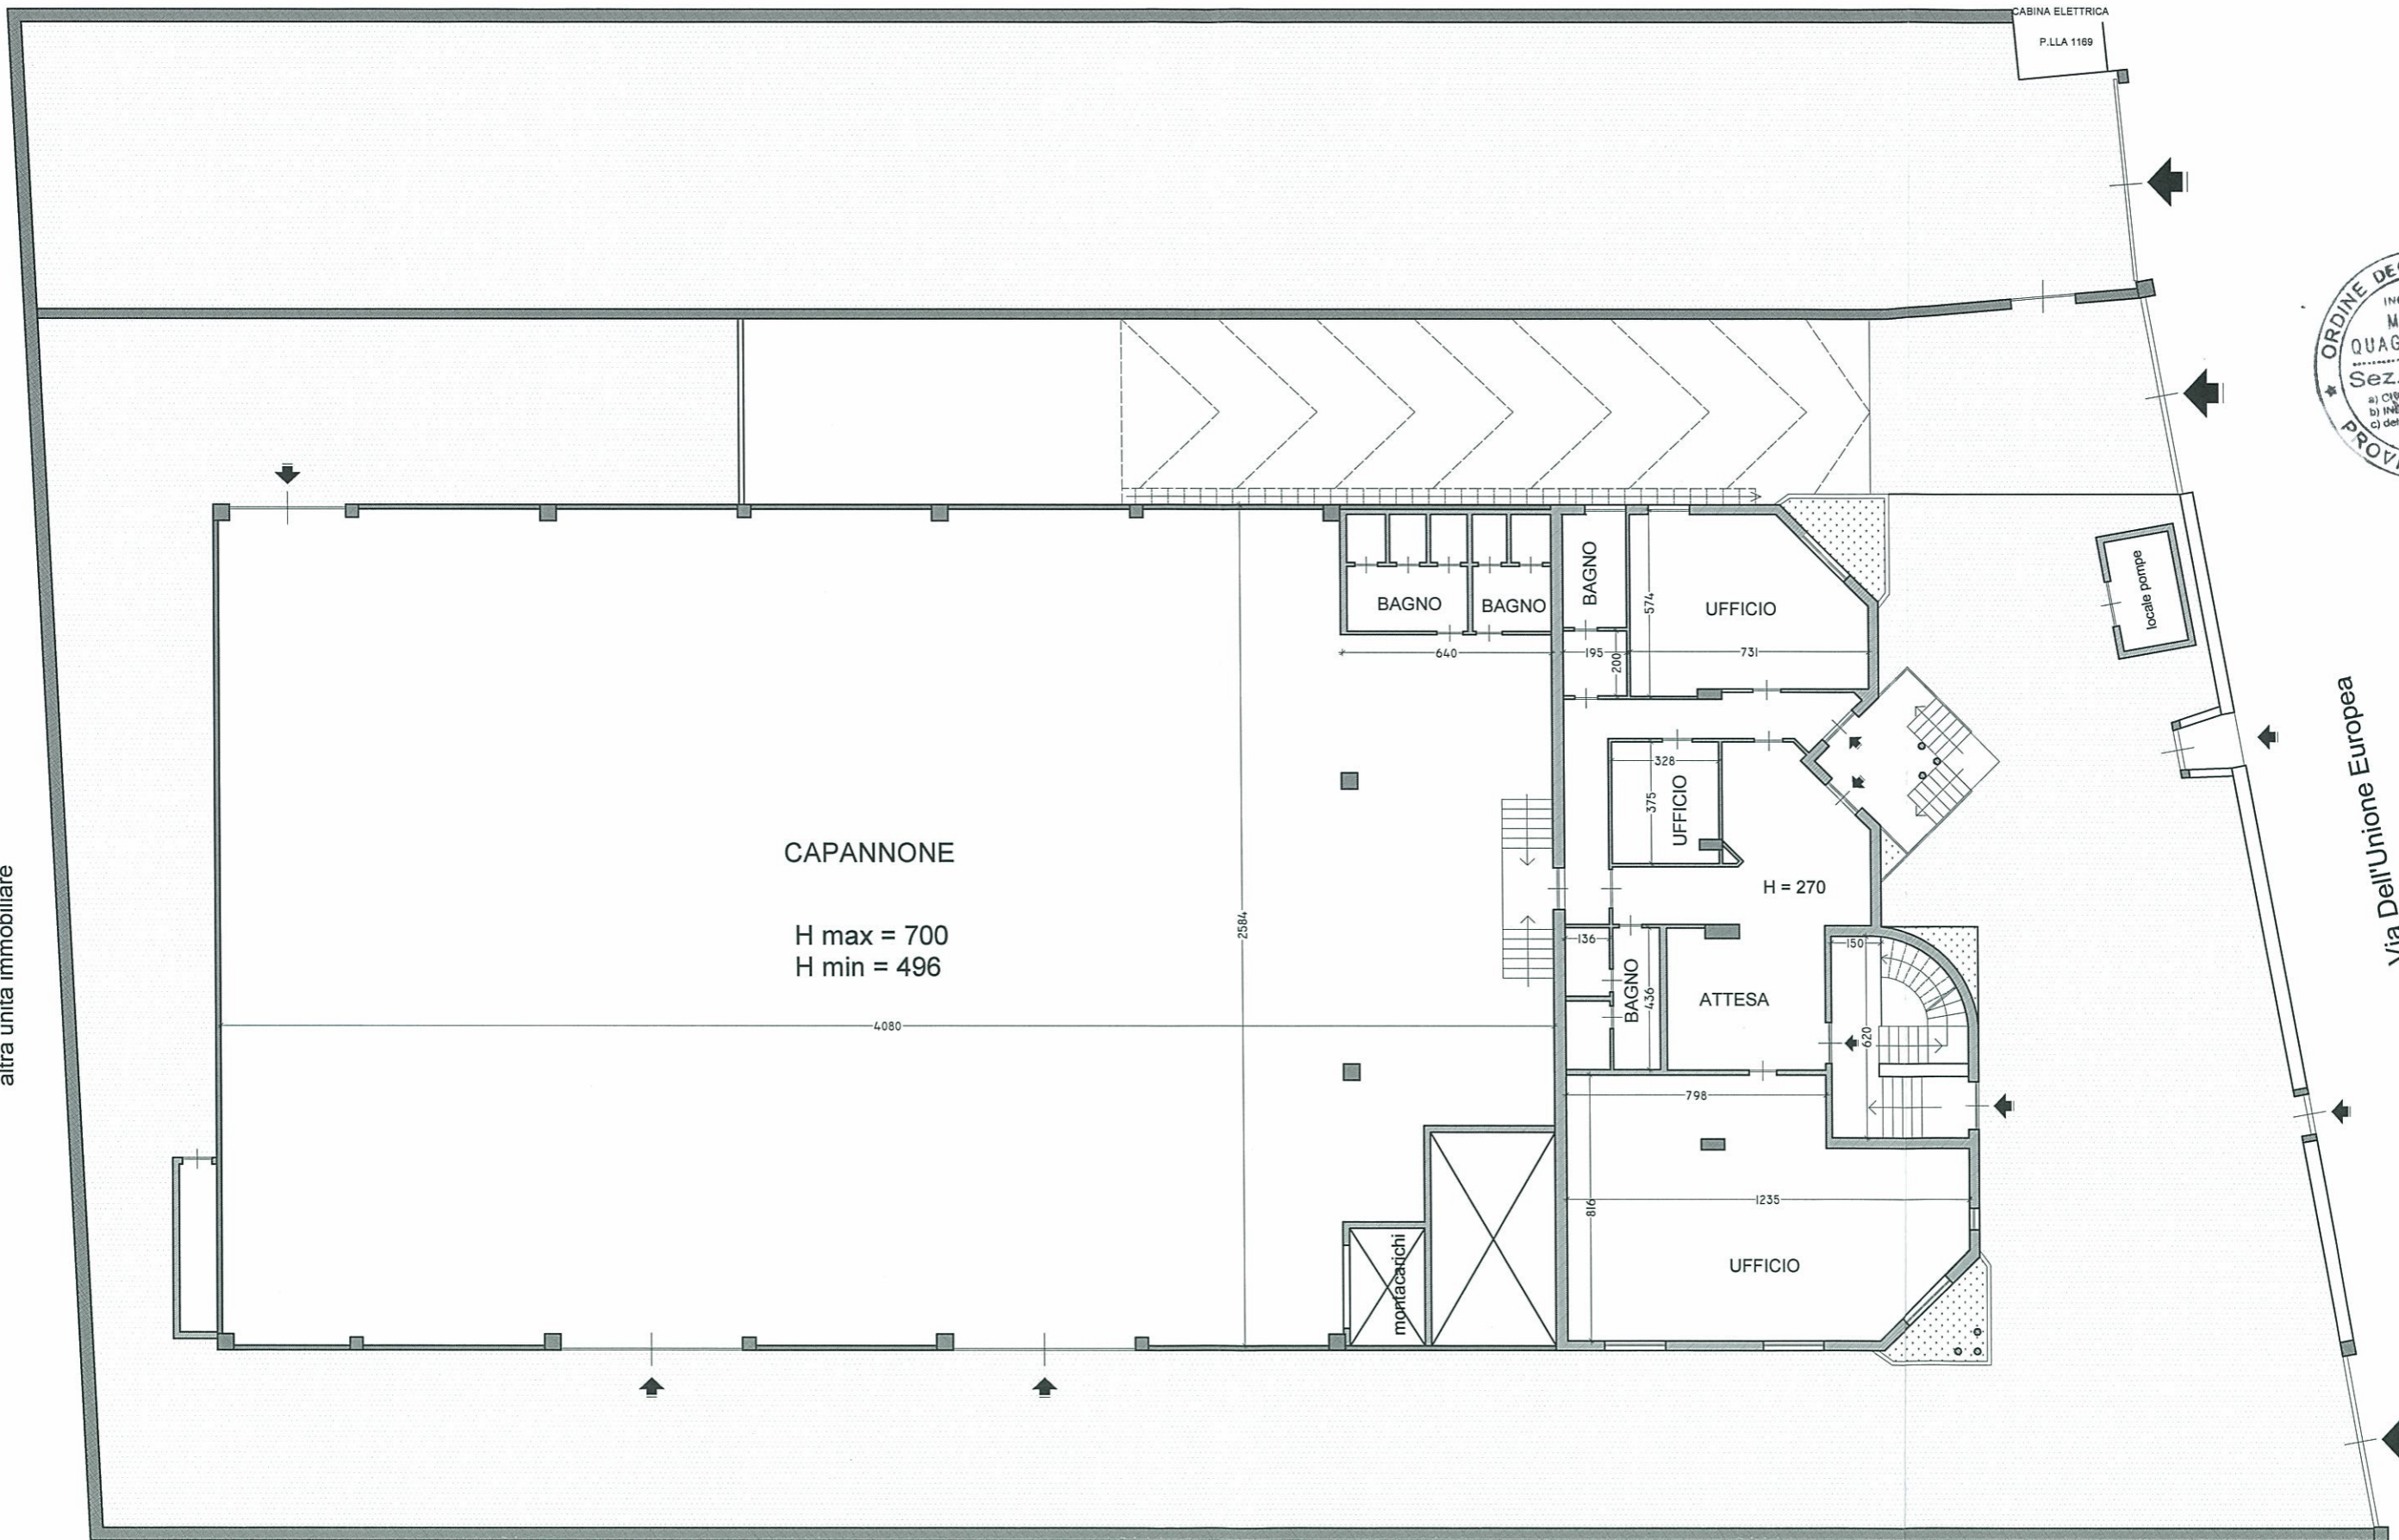 CABINA ELETTRICA
P.LLA 1169
ORDINE
QUAG
Sez.
a)
b)
c)
BAGNO
BAGNO
BAGNO
574
UFFICIO
locale pompe
640
195
200
731
328
375
UFFICIO
Via Dell'Unione Europea
CAPANNONE
H max = 700
H min = 496
2584
4080
altra unita immobiliare
H = 270
136
BAGNO
436
ATTESA
150
620
798
816
1235
UFFICIO
montacarichi